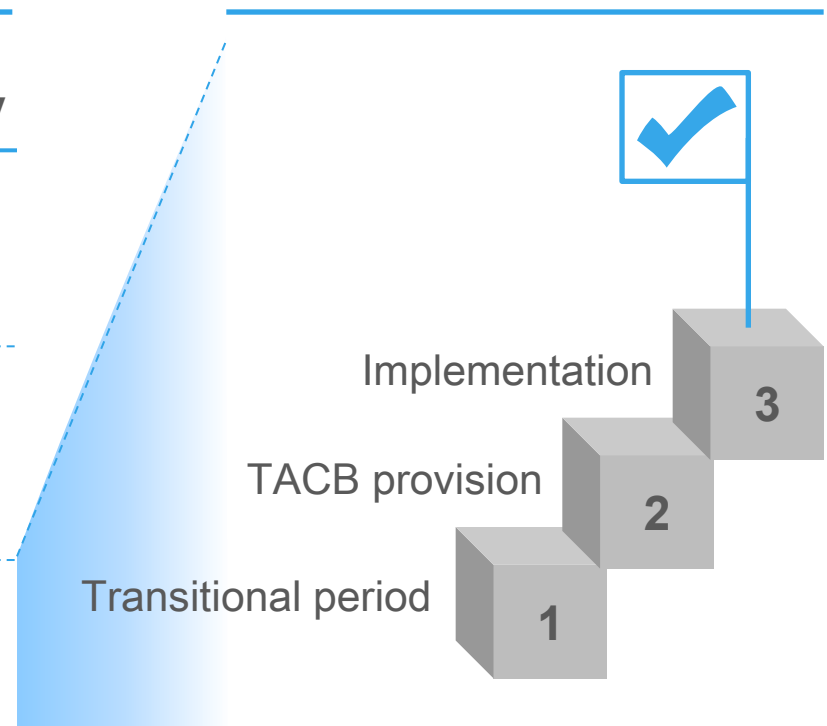 Implementation
3
TACB provision
2
Transitional period
1